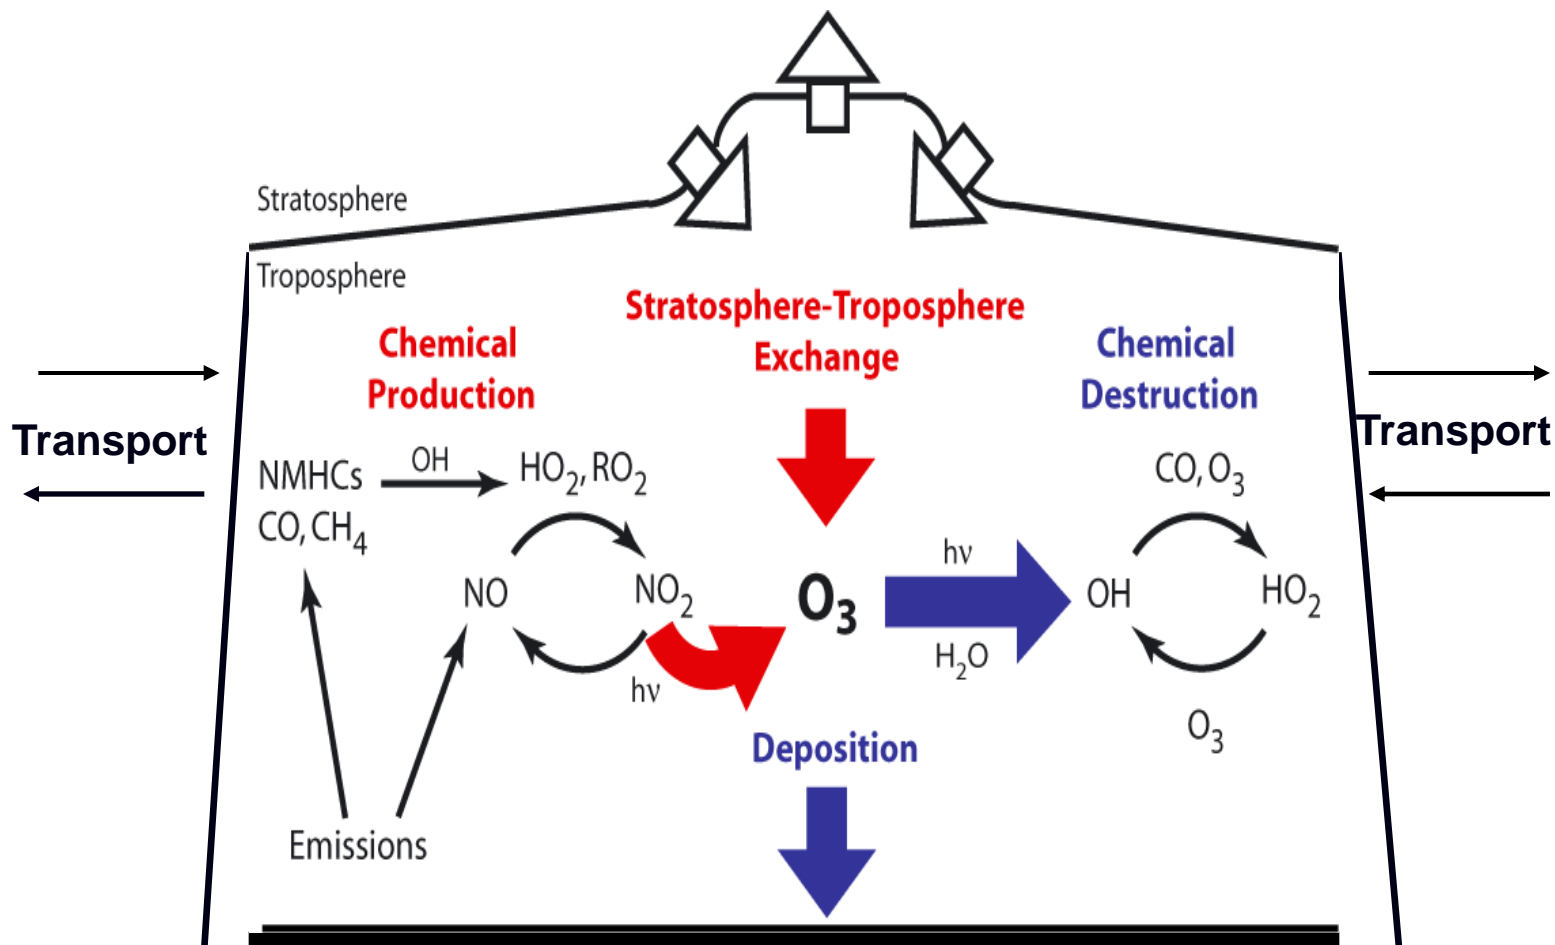 Stratosphere
Troposphere
Stratosphere-Troposphere
Exchange
Chemical
Production
Chemical
Destruction
Transport
Transport
NMHCs
CO, CH₄
OH
HO₂, RO₂
NO
NO₂
hν
O₃
hν
H₂O
CO, O₃
OH
HO₂
O₃
Deposition
Emissions